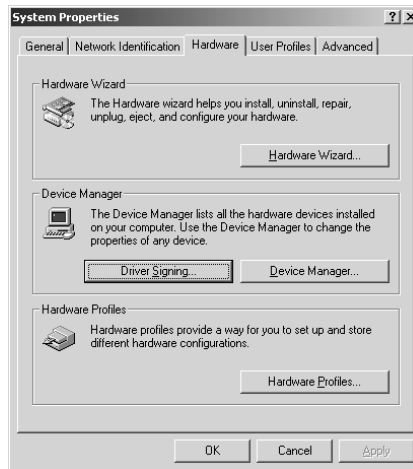 System Properties
General Network Identification Hardware User Profiles Advanced
Hardware Wizard
The Hardware wizard helps you install, uninstall, repair,
unplug, eject, and configure your hardware.
Hardware Wizard...
Device Manager
The Device Manager lists all the hardware devices installed
on your computer. Use the Device Manager to change the
properties of any device.
Driver Signing... Device Manager...
Hardware Profiles
Hardware profiles provide a way for you to set up and store
different hardware configurations.
Hardware Profiles...
OK Cancel Apply